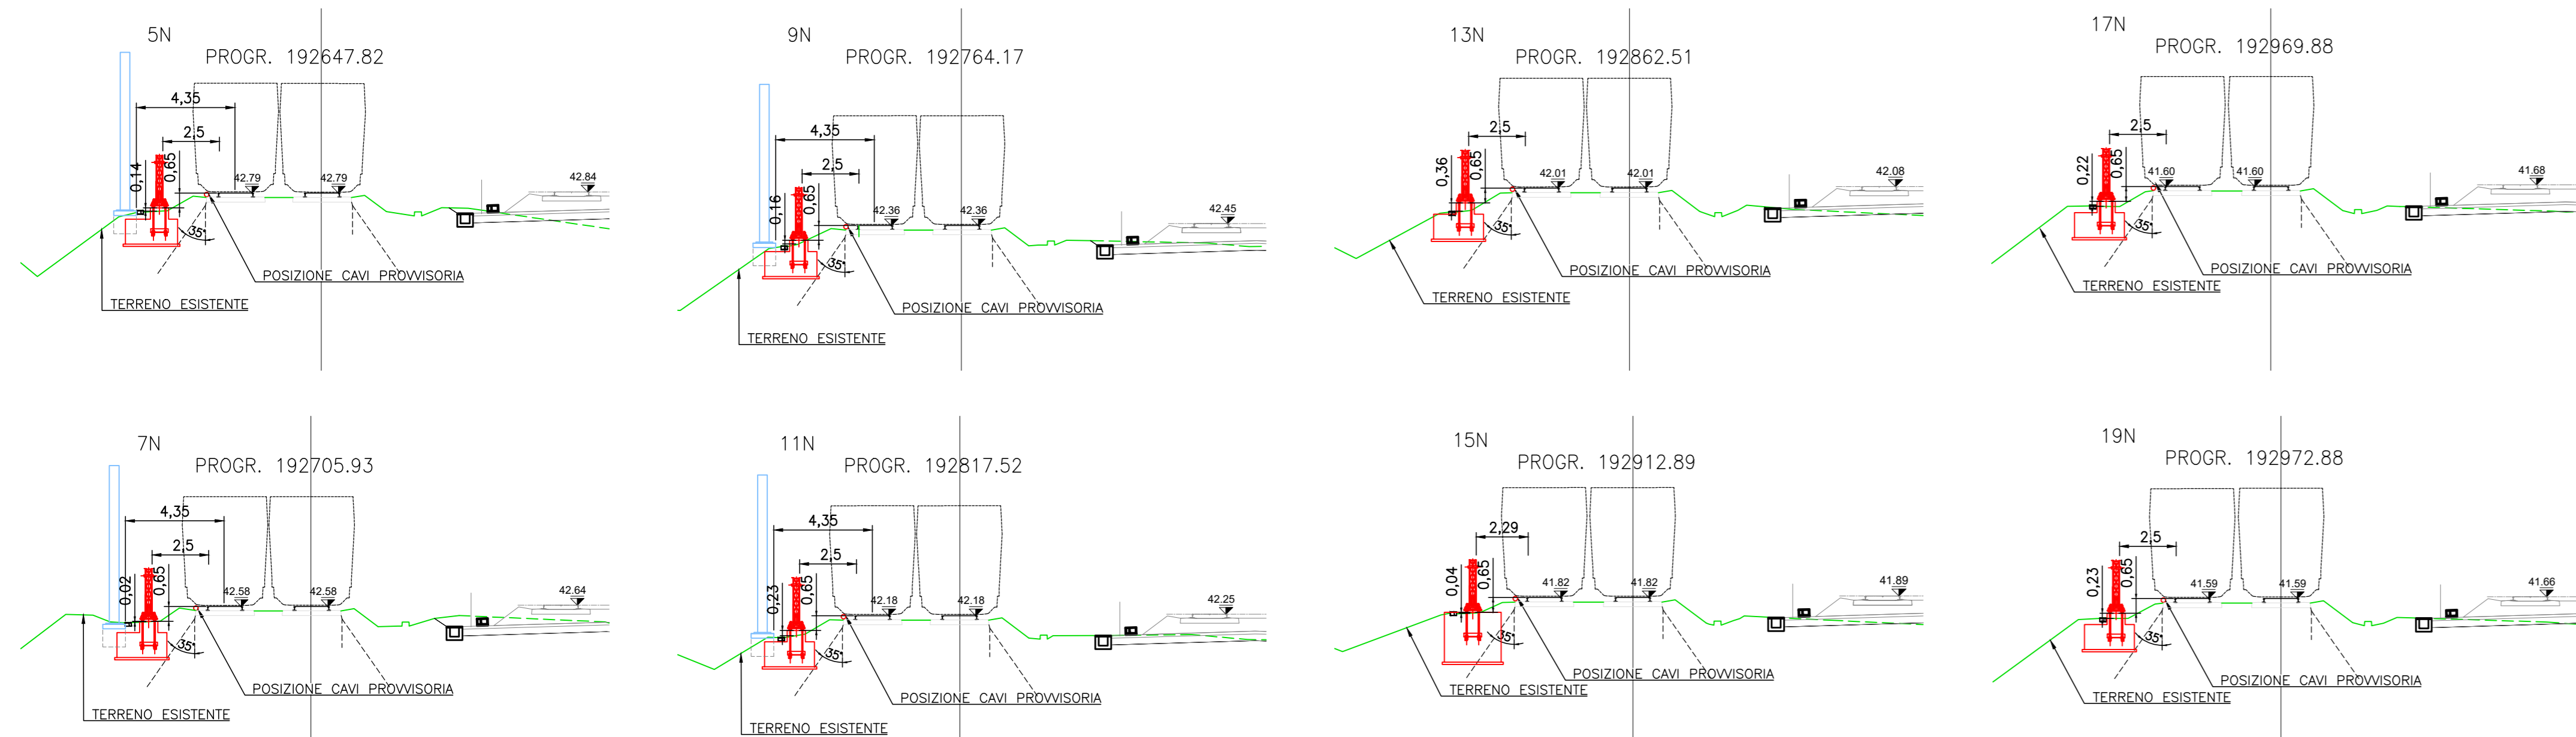 5N
PROGR. 192647.82
4,35
2,5
0,14
0,65
42.79
42.79
42.84
35°
POSIZIONE CAVI PROVVISORIA
TERRENO ESISTENTE
9N
PROGR. 192764.17
4,35
2,5
0,16
0,65
42.36
42.36
42.45
35°
POSIZIONE CAVI PROVVISORIA
TERRENO ESISTENTE
13N
PROGR. 192862.51
2,5
0,36
0,65
42.01
42.01
42.08
35°
POSIZIONE CAVI PROVVISORIA
TERRENO ESISTENTE
17N
PROGR. 192969.88
2,5
0,22
0,65
41.60
41.60
41.68
35°
POSIZIONE CAVI PROVVISORIA
TERRENO ESISTENTE
7N
PROGR. 192705.93
4,35
2,5
0,02
0,65
42.58
42.58
42.64
35°
POSIZIONE CAVI PROVVISORIA
TERRENO ESISTENTE
11N
PROGR. 192817.52
4,35
2,5
0,23
0,65
42.18
42.18
42.25
35°
POSIZIONE CAVI PROVVISORIA
TERRENO ESISTENTE
15N
PROGR. 192912.89
2,29
0,04
0,65
41.82
41.82
41.89
35°
POSIZIONE CAVI PROVVISORIA
TERRENO ESISTENTE
19N
PROGR. 192972.88
2,5
0,23
0,65
41.59
41.59
41.66
35°
POSIZIONE CAVI PROVVISORIA
TERRENO ESISTENTE